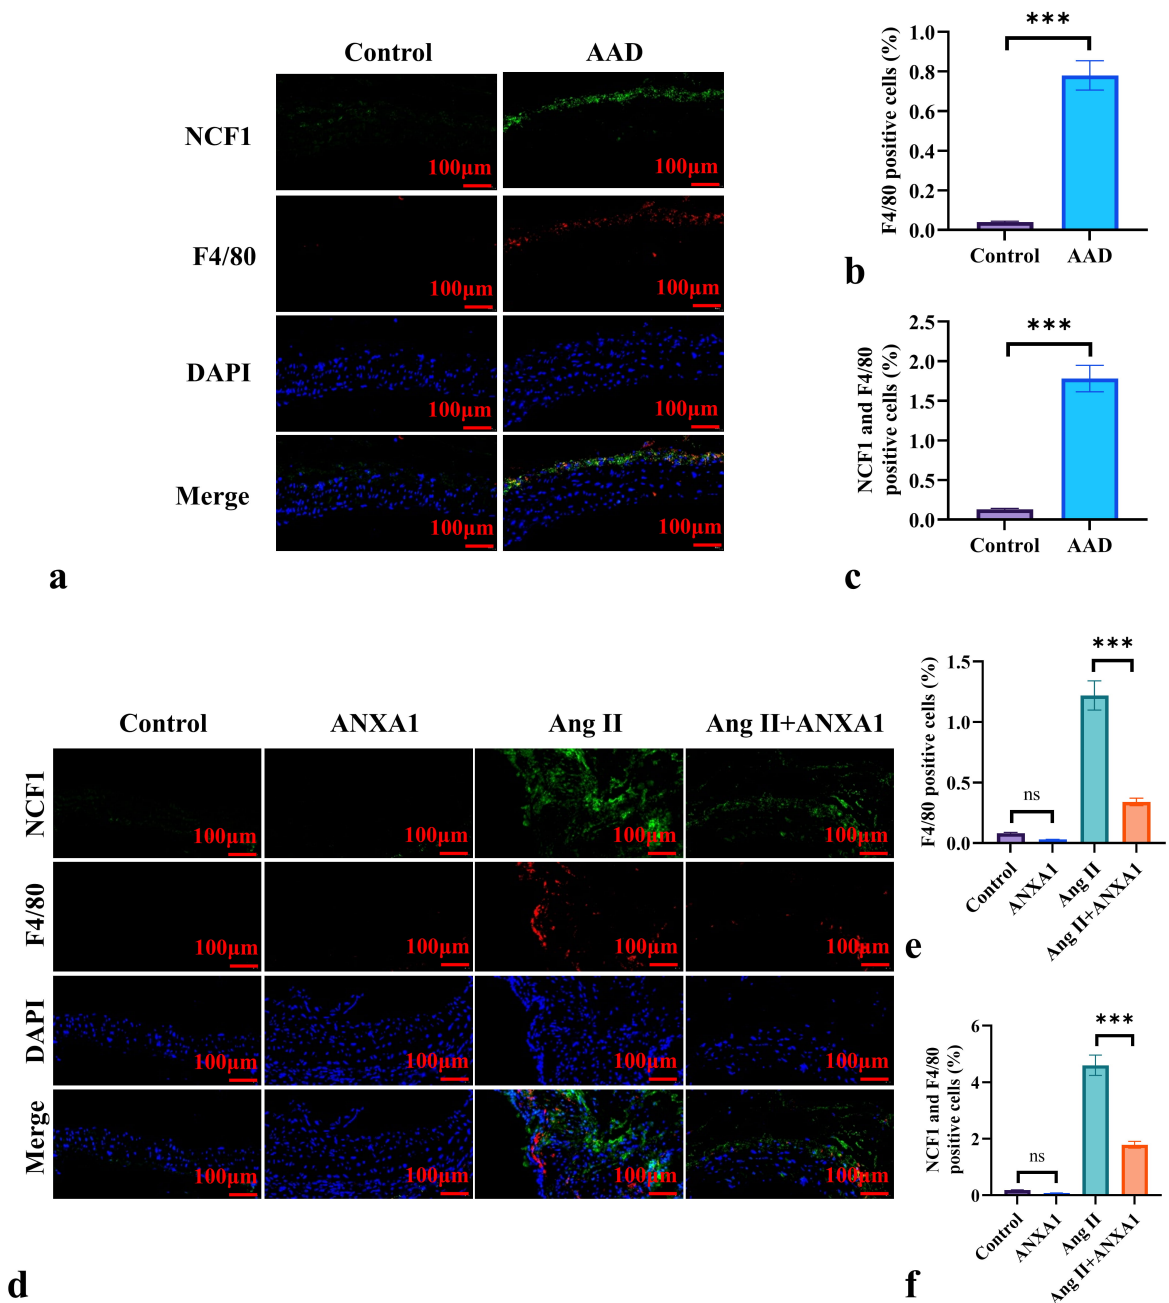 Control AAD
NCF1
100μm 100μm
F4/80
100μm 100μm
DAPI
100μm 100μm
Merge
100μm 100μm
a
***
F4/80 positive cells (%)
1.0
0.8
0.6
0.4
0.2
0.0
Control AAD
b
***
NCF1 and F4/80
positive cells (%)
2.5
2.0
1.5
1.0
0.5
0.0
Control AAD
c
Control ANXA1 Ang II Ang II+ANXA1
NCF1
100μm 100μm 100μm 100μm
F4/80
100μm 100μm 100μm 100μm
DAPI
100μm 100μm 100μm 100μm
Merge
100μm 100μm 100μm 100μm
d
***
F4/80 positive cells (%)
1.5
1.0
0.5
0.0
ns
Control
ANXA1
Ang II
Ang II+ANXA1
e
***
NCF1 and F4/80
positive cells (%)
6
4
2
0
ns
Control
ANXA1
Ang II
Ang II+ANXA1
f